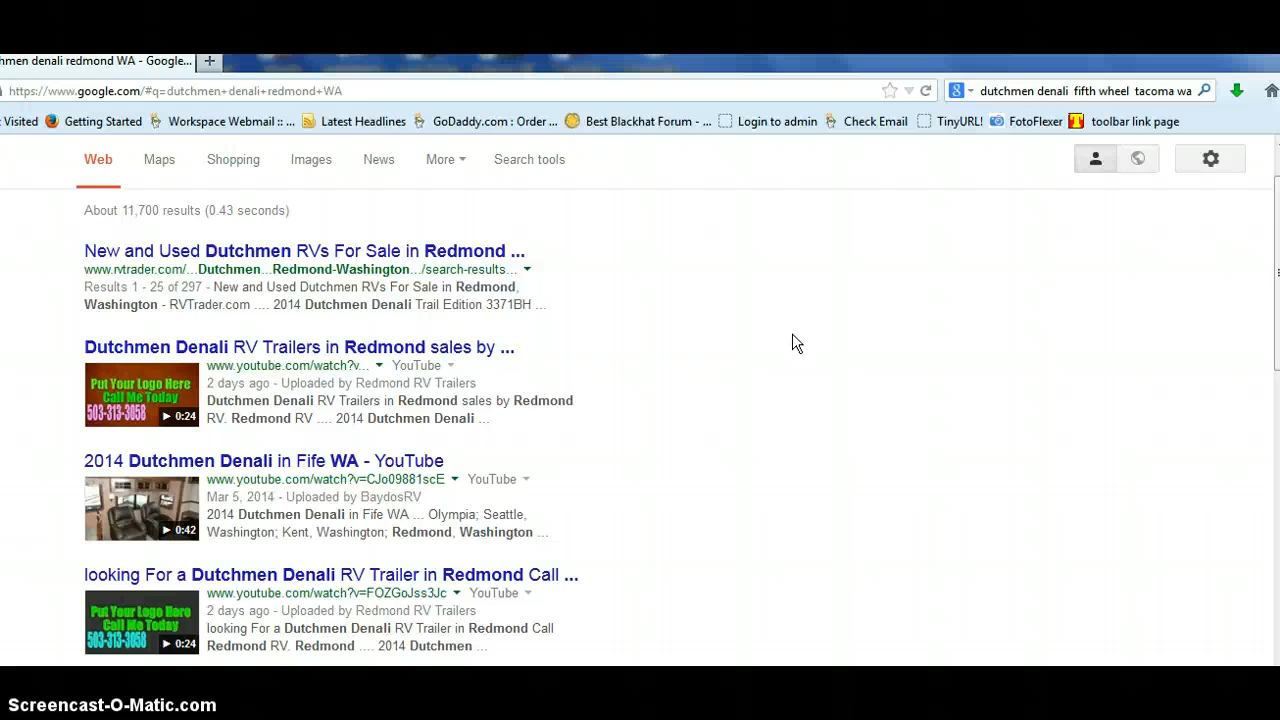 chmen denali redmond WA - Google...
https://www.google.com/#q=dutchmen+denali+redmond+WA
dutchmen denali fifth wheel tacoma wa
t Visited Getting Started Workspace Webmail :: ... Latest Headlines GoDaddy.com : Order ... Best Blackhat Forum - ... Login to admin Check Email TinyURL! FotoFlexer toolbar link page
Web Maps Shopping Images News More Search tools
About 11,700 results (0.43 seconds)
New and Used Dutchmen RVs For Sale in Redmond ...
www.rvtrader.com/...Dutchmen...Redmond-Washington.../search-results...
Results 1 - 25 of 297 - New and Used Dutchmen RVs For Sale in Redmond,
Washington - RVTrader.com .... 2014 Dutchmen Denali Trail Edition 3371BH ...
Dutchmen Denali RV Trailers in Redmond sales by ...
www.youtube.com/watch?v... YouTube
2 days ago - Uploaded by Redmond RV Trailers
Dutchmen Denali RV Trailers in Redmond sales by Redmond
RV. Redmond RV .... 2014 Dutchmen Denali ...
Put Your Logo Here
Call Me Today
503-313-3058
0:24
2014 Dutchmen Denali in Fife WA - YouTube
www.youtube.com/watch?v=CJo09881scE YouTube
Mar 5, 2014 - Uploaded by BaydosRV
2014 Dutchmen Denali in Fife WA ... Olympia; Seattle,
Washington; Kent, Washington; Redmond, Washington ...
0:42
looking For a Dutchmen Denali RV Trailer in Redmond Call ...
www.youtube.com/watch?v=FOZGoJss3Jc YouTube
2 days ago - Uploaded by Redmond RV Trailers
looking For a Dutchmen Denali RV Trailer in Redmond Call
Redmond RV. Redmond .... 2014 Dutchmen ...
Put Your Logo Here
Call Me Today
503-313-3058
0:24
Screencast-O-Matic.com